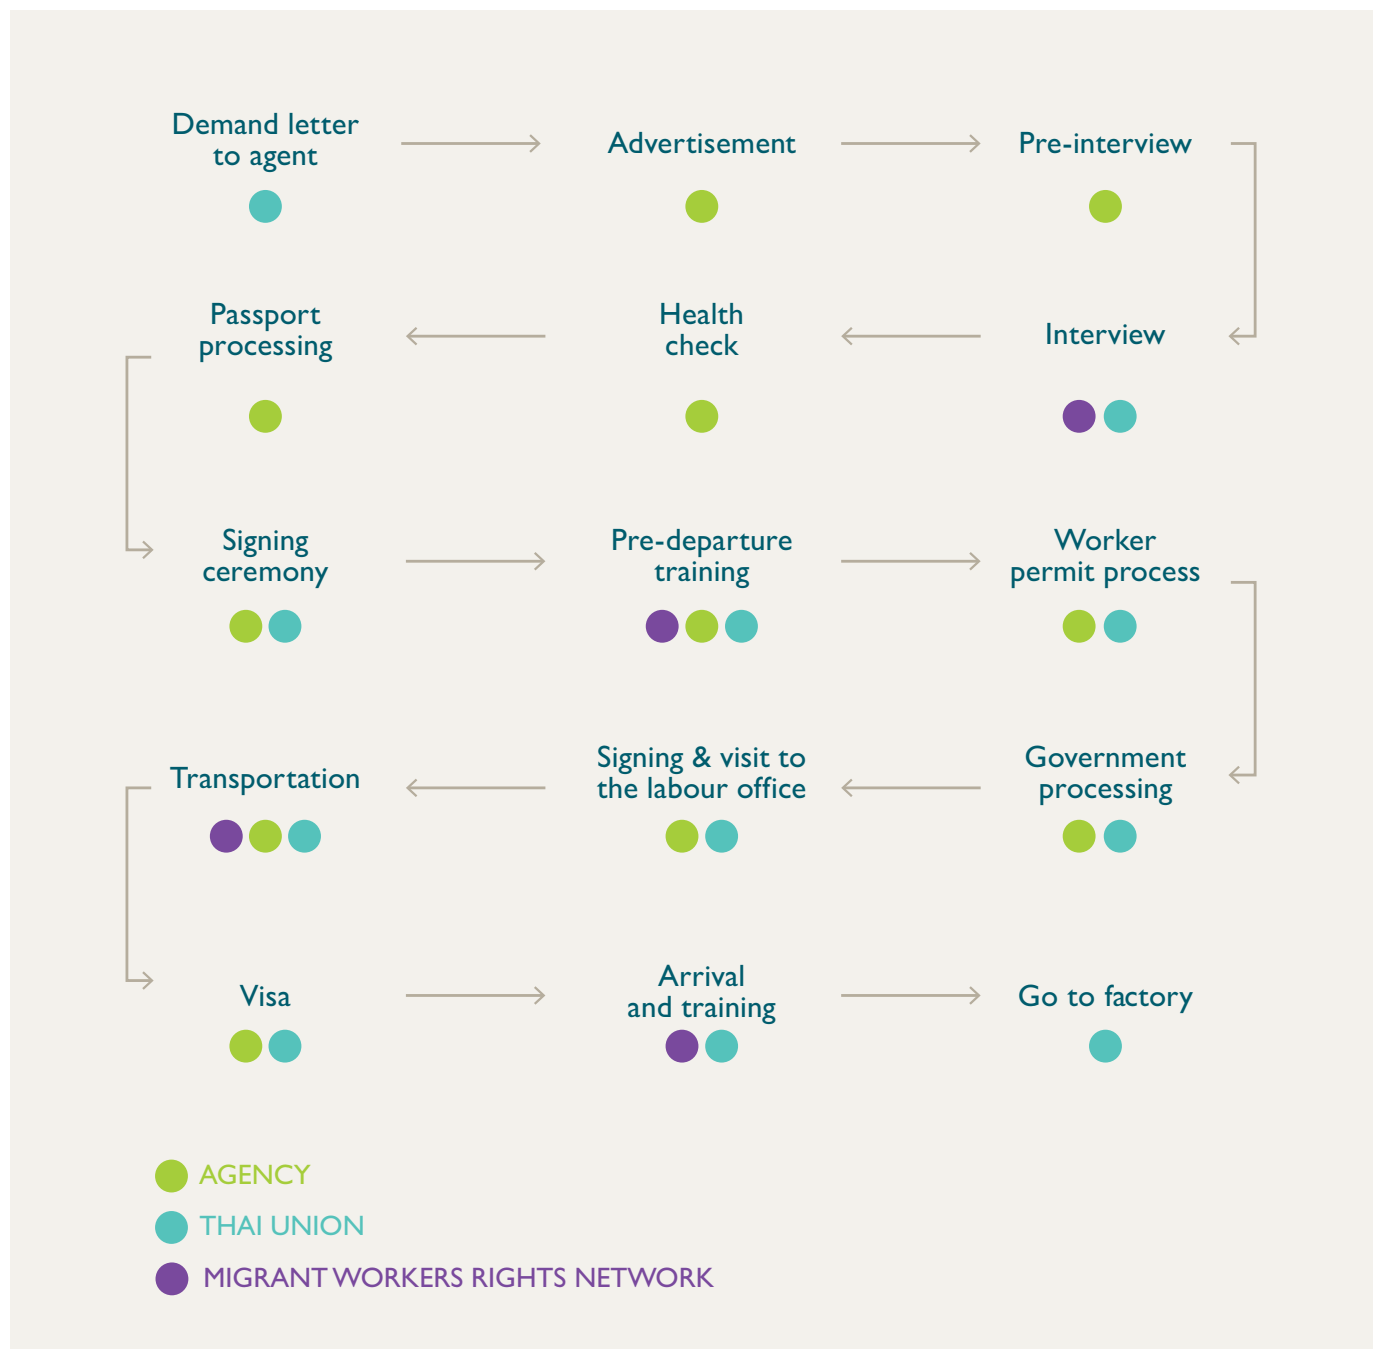 Demand letter
to agent
Advertisement
Pre-interview
Passport
processing
Health
check
Interview
Signing
ceremony
Pre-departure
training
Worker
permit process
Transportation
Signing & visit to
the labour office
Government
processing
Visa
Arrival
and training
Go to factory
AGENCY
THAI UNION
MIGRANT WORKERS RIGHTS NETWORK